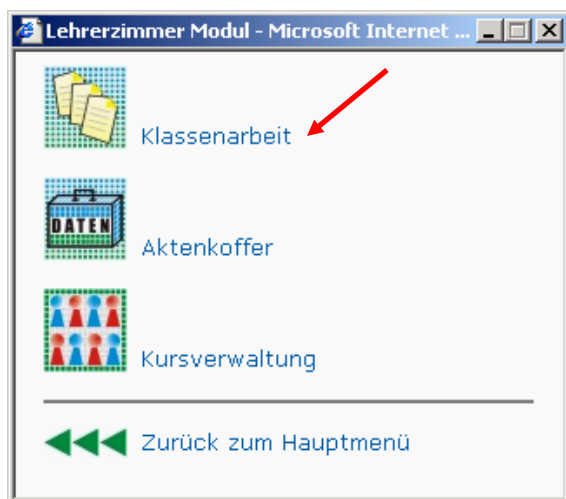 Lehrerzimmer Modul - Microsoft Internet ...
Klassenarbeit
DATEN
Aktenkoffer
Kursverwaltung
Zurück zum Hauptmenü